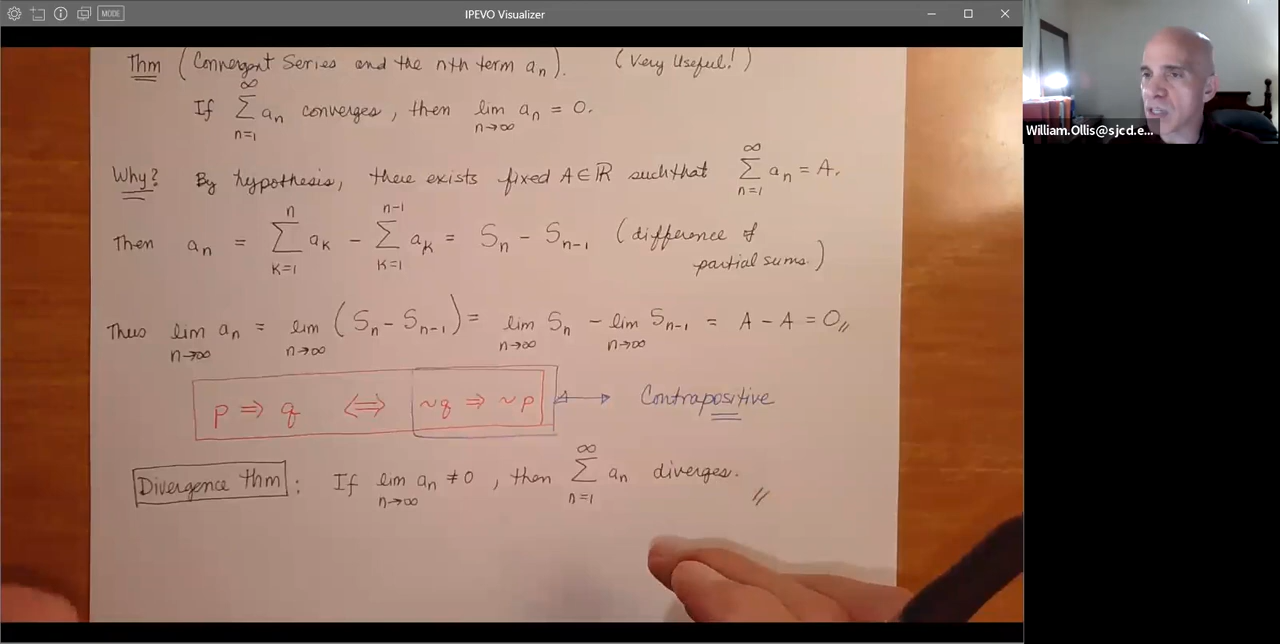 MODE
IPEVO Visualizer
Thm (Convergent Series and the nth term aₙ). (Very Useful!)
If ∑_{n=1}^{∞} aₙ converges, then lim_{n→∞} aₙ = 0.
Why? By hypothesis, there exists fixed A∈ℝ such that ∑_{n=1}^{∞} aₙ = A.
Then aₙ = ∑_{k=1}^{n} a_k − ∑_{k=1}^{n-1} a_k = Sₙ − Sₙ₋₁ (difference of
partial sums.)
Thus lim_{n→∞} aₙ = lim_{n→∞} (Sₙ − Sₙ₋₁) = lim_{n→∞} Sₙ − lim_{n→∞} Sₙ₋₁ = A − A = 0 //
p ⇒ q ⇔ ~q ⇒ ~p ↔ Contrapositive
Divergence thm : If lim_{n→∞} aₙ ≠ 0, then ∑_{n=1}^{∞} aₙ diverges. //
William.Ollis@sjcd.e...